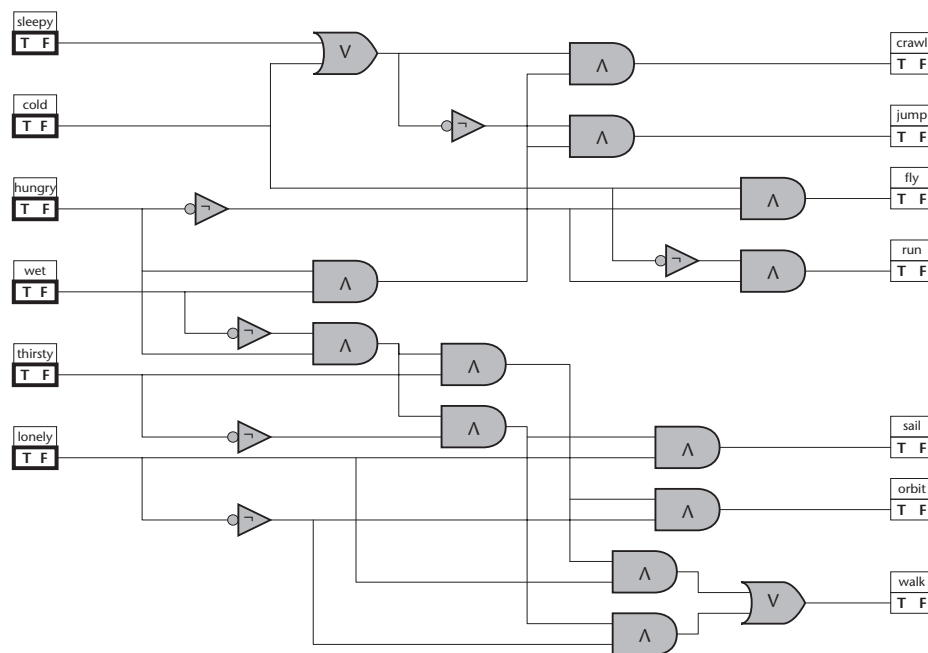 sleepy
T F
cold
T F
hungry
T F
wet
T F
thirsty
T F
lonely
T F
V
¬
¬
Λ
¬
Λ
Λ
¬
Λ
¬
Λ
Λ
Λ
¬
Λ
Λ
Λ
Λ
Λ
V
crawl
T F
jump
T F
fly
T F
run
T F
sail
T F
orbit
T F
walk
T F